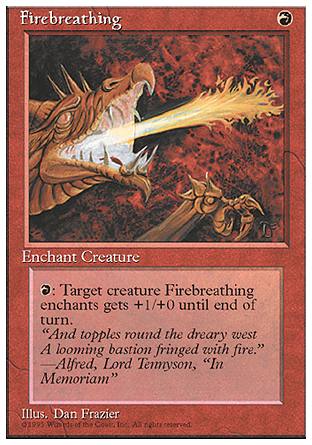 Firebreathing
Enchant Creature
: Target creature Firebreathing
enchants gets +1/+0 until end of
turn.
"And topples round the dreary west
A looming bastion fringed with fire."
—Alfred, Lord Tennyson, "In
Memoriam"
Illus. Dan Frazier
©1995 Wizards of the Coast, Inc. All rights reserved.